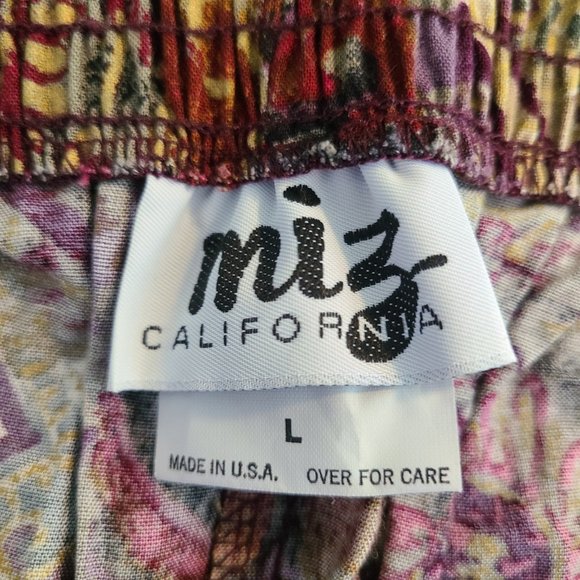 miz
CALIFORNIA
L
MADE IN U.S.A. OVER FOR CARE